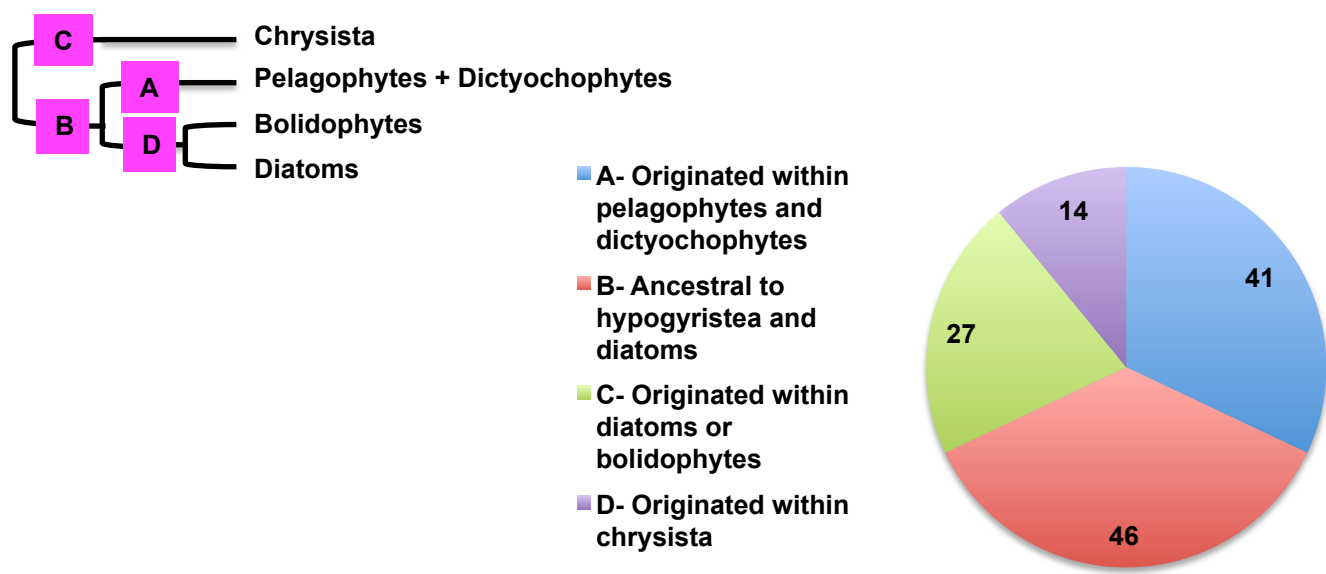 C Chrysista
A Pelagophytes + Dictyochophytes
B Bolidophytes
D Diatoms
A- Originated within
pelagophytes and
dictyochophytes
B- Ancestral to
hypogyristea and
diatoms
C- Originated within
diatoms or
bolidophytes
D- Originated within
chrysista
14
41
27
46